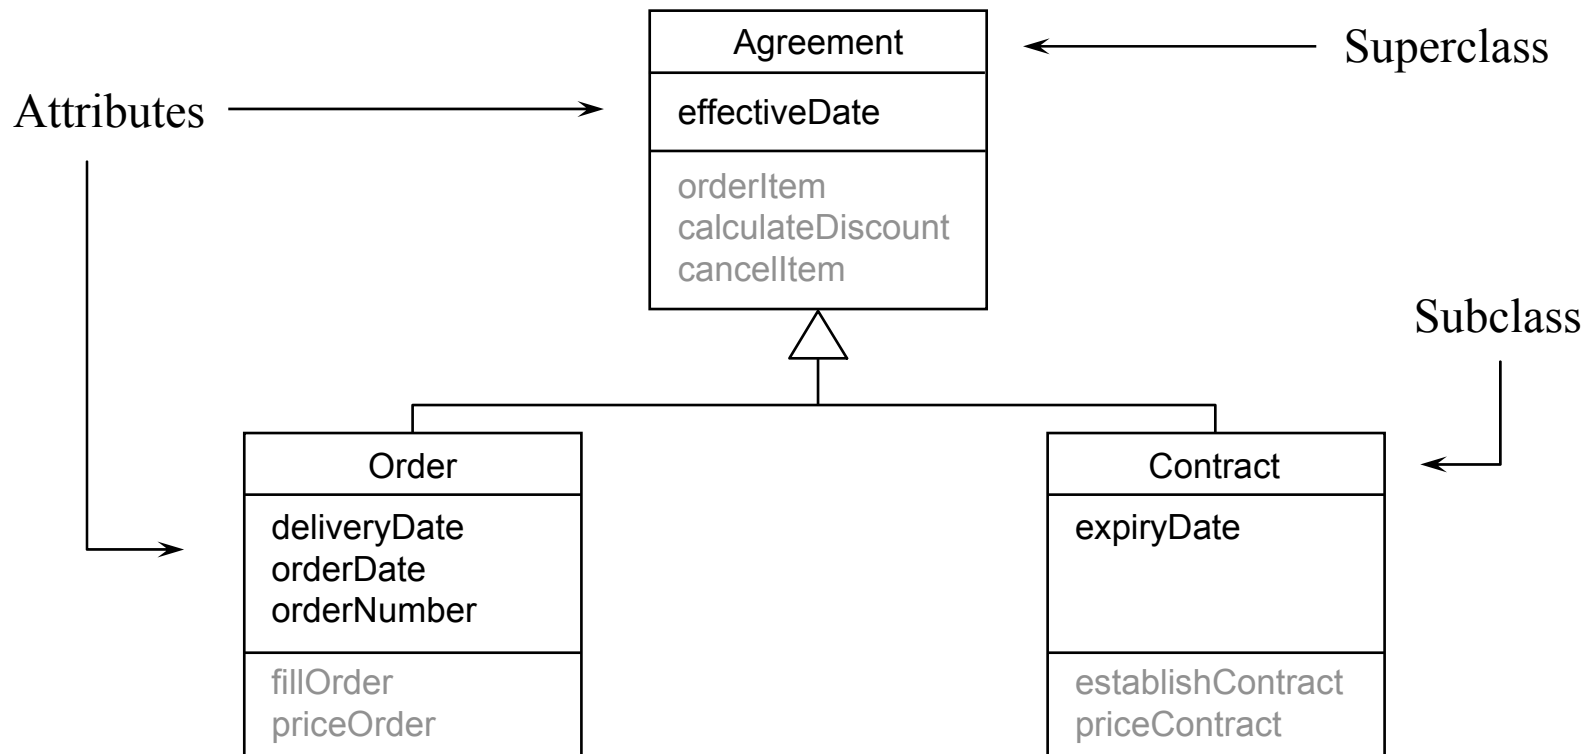 Agreement
Superclass
Attributes
effectiveDate
orderItem
calculateDiscount
cancelItem
Subclass
Order
deliveryDate
orderDate
orderNumber
fillOrder
priceOrder
Contract
expiryDate
establishContract
priceContract